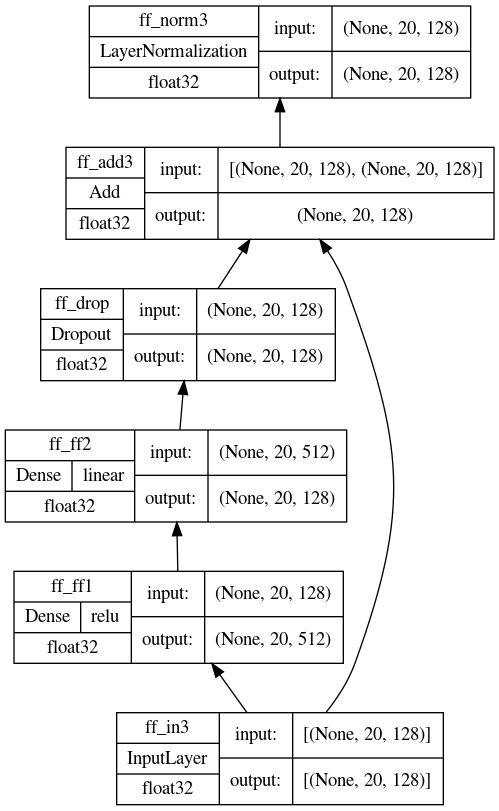 ff_norm3
LayerNormalization
float32
input:
(None, 20, 128)
output:
(None, 20, 128)
ff_add3
Add
float32
input:
[(None, 20, 128), (None, 20, 128)]
output:
(None, 20, 128)
ff_drop
Dropout
float32
input:
(None, 20, 128)
output:
(None, 20, 128)
ff_ff2
Dense linear
float32
input:
(None, 20, 512)
output:
(None, 20, 128)
ff_ff1
Dense relu
float32
input:
(None, 20, 128)
output:
(None, 20, 512)
ff_in3
InputLayer
float32
input:
[(None, 20, 128)]
output:
[(None, 20, 128)]